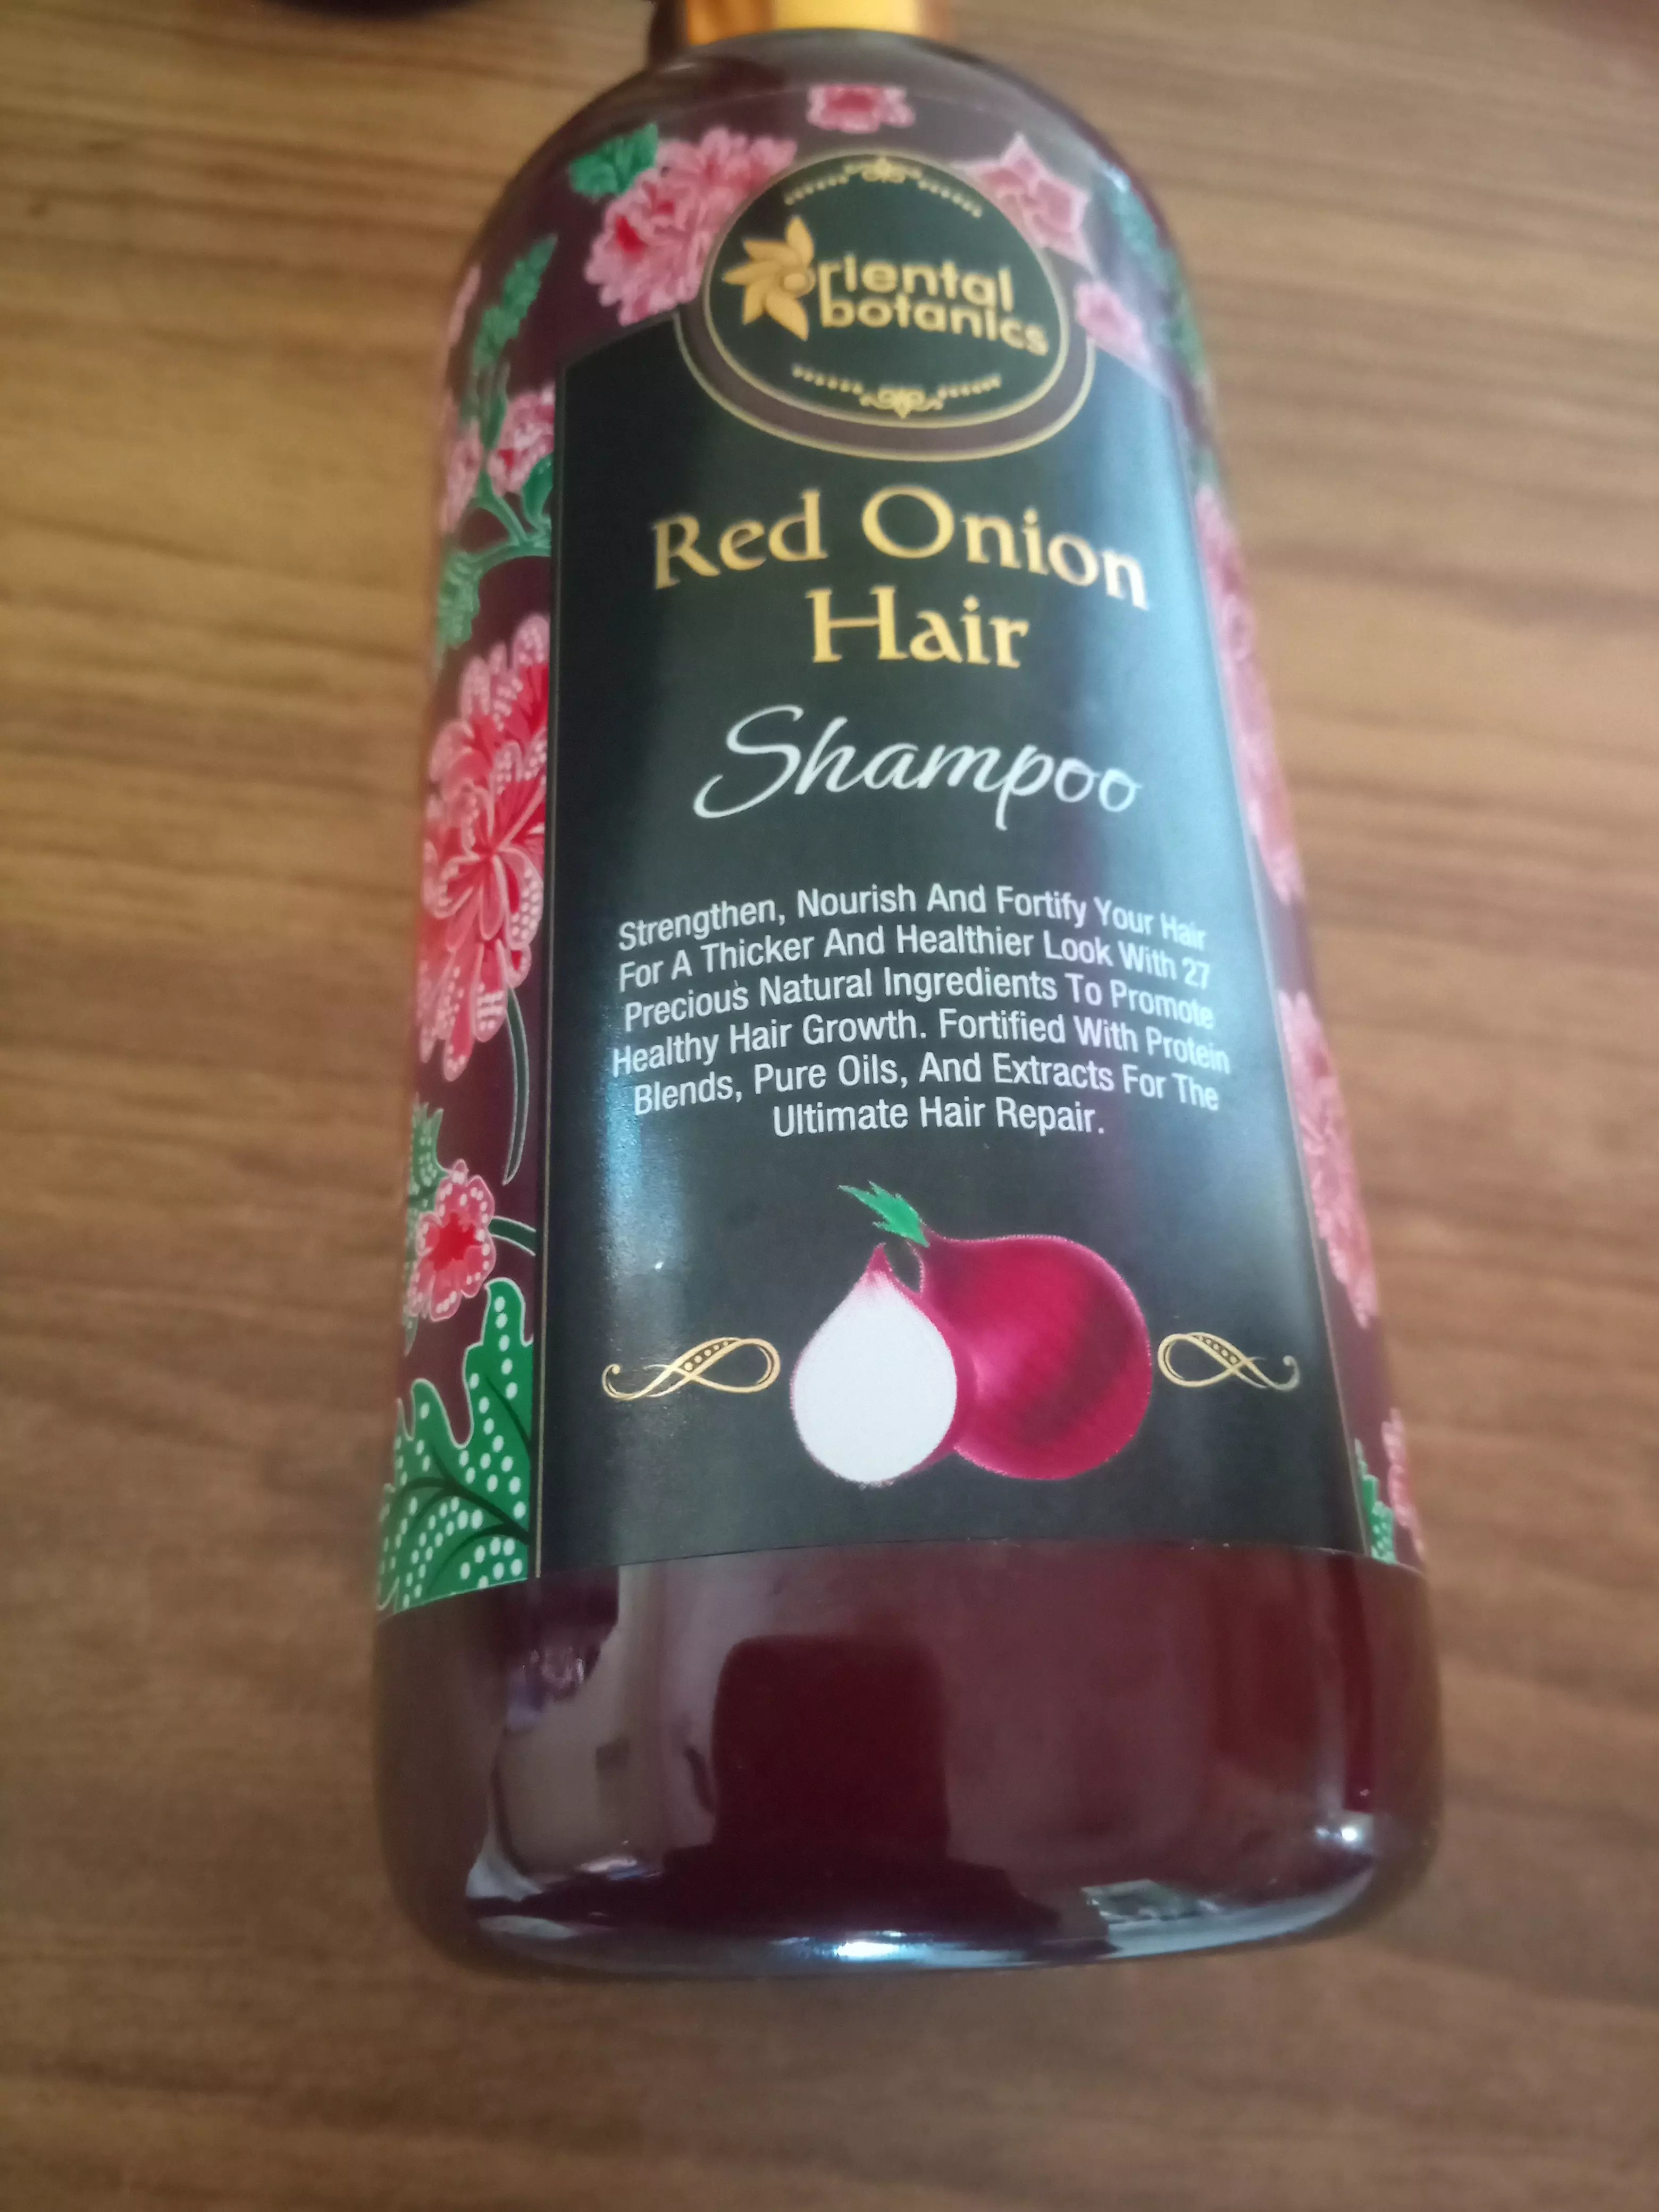 Oriental
botanics
Red Onion
Hair
Shampoo
Strengthen, Nourish And Fortify Your Hair
For A Thicker And Healthier Look With 27
Precious Natural Ingredients To Promote
Healthy Hair Growth. Fortified With Protein
Blends, Pure Oils, And Extracts For The
Ultimate Hair Repair.